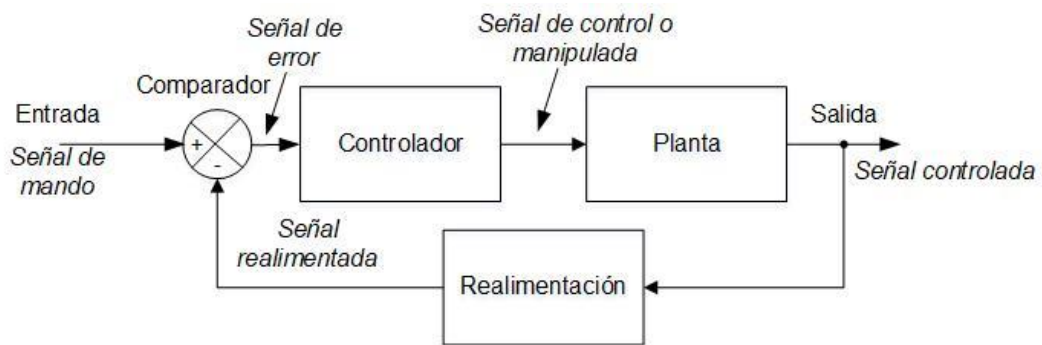 Señal de
error
Señal de control o
manipulada
Comparador
Entrada
Señal de
mando
+
-
Controlador
Planta
Salida
Señal controlada
Señal
realimentada
Realimentación